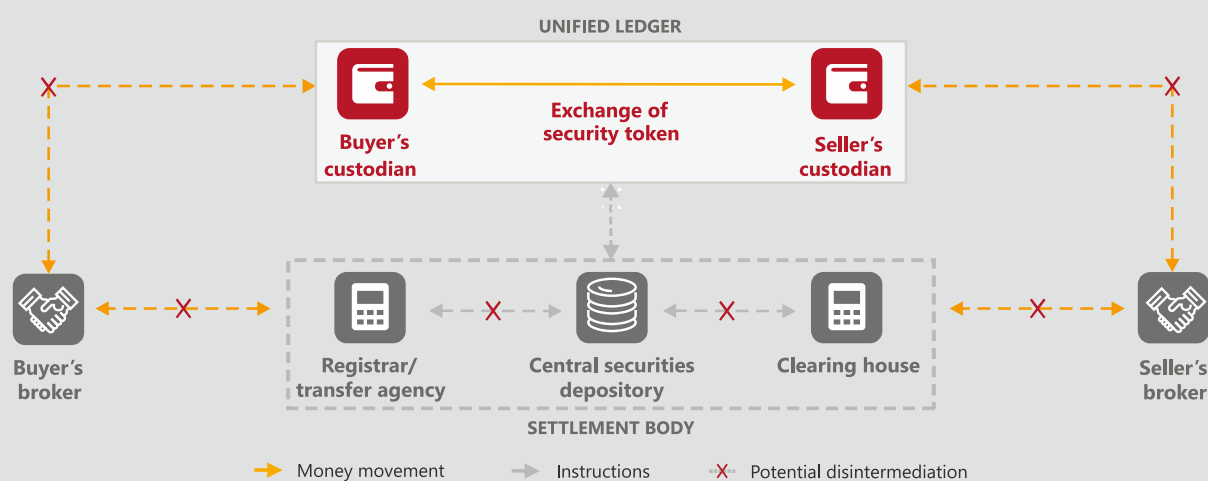 UNIFIED LEDGER
Exchange of
security token
Buyer's
custodian
Seller's
custodian
Buyer's
broker
Registrar/
transfer agency
Central securities
depository
Clearing house
Seller's
broker
SETTLEMENT BODY
Money movement
Instructions
Potential disintermediation